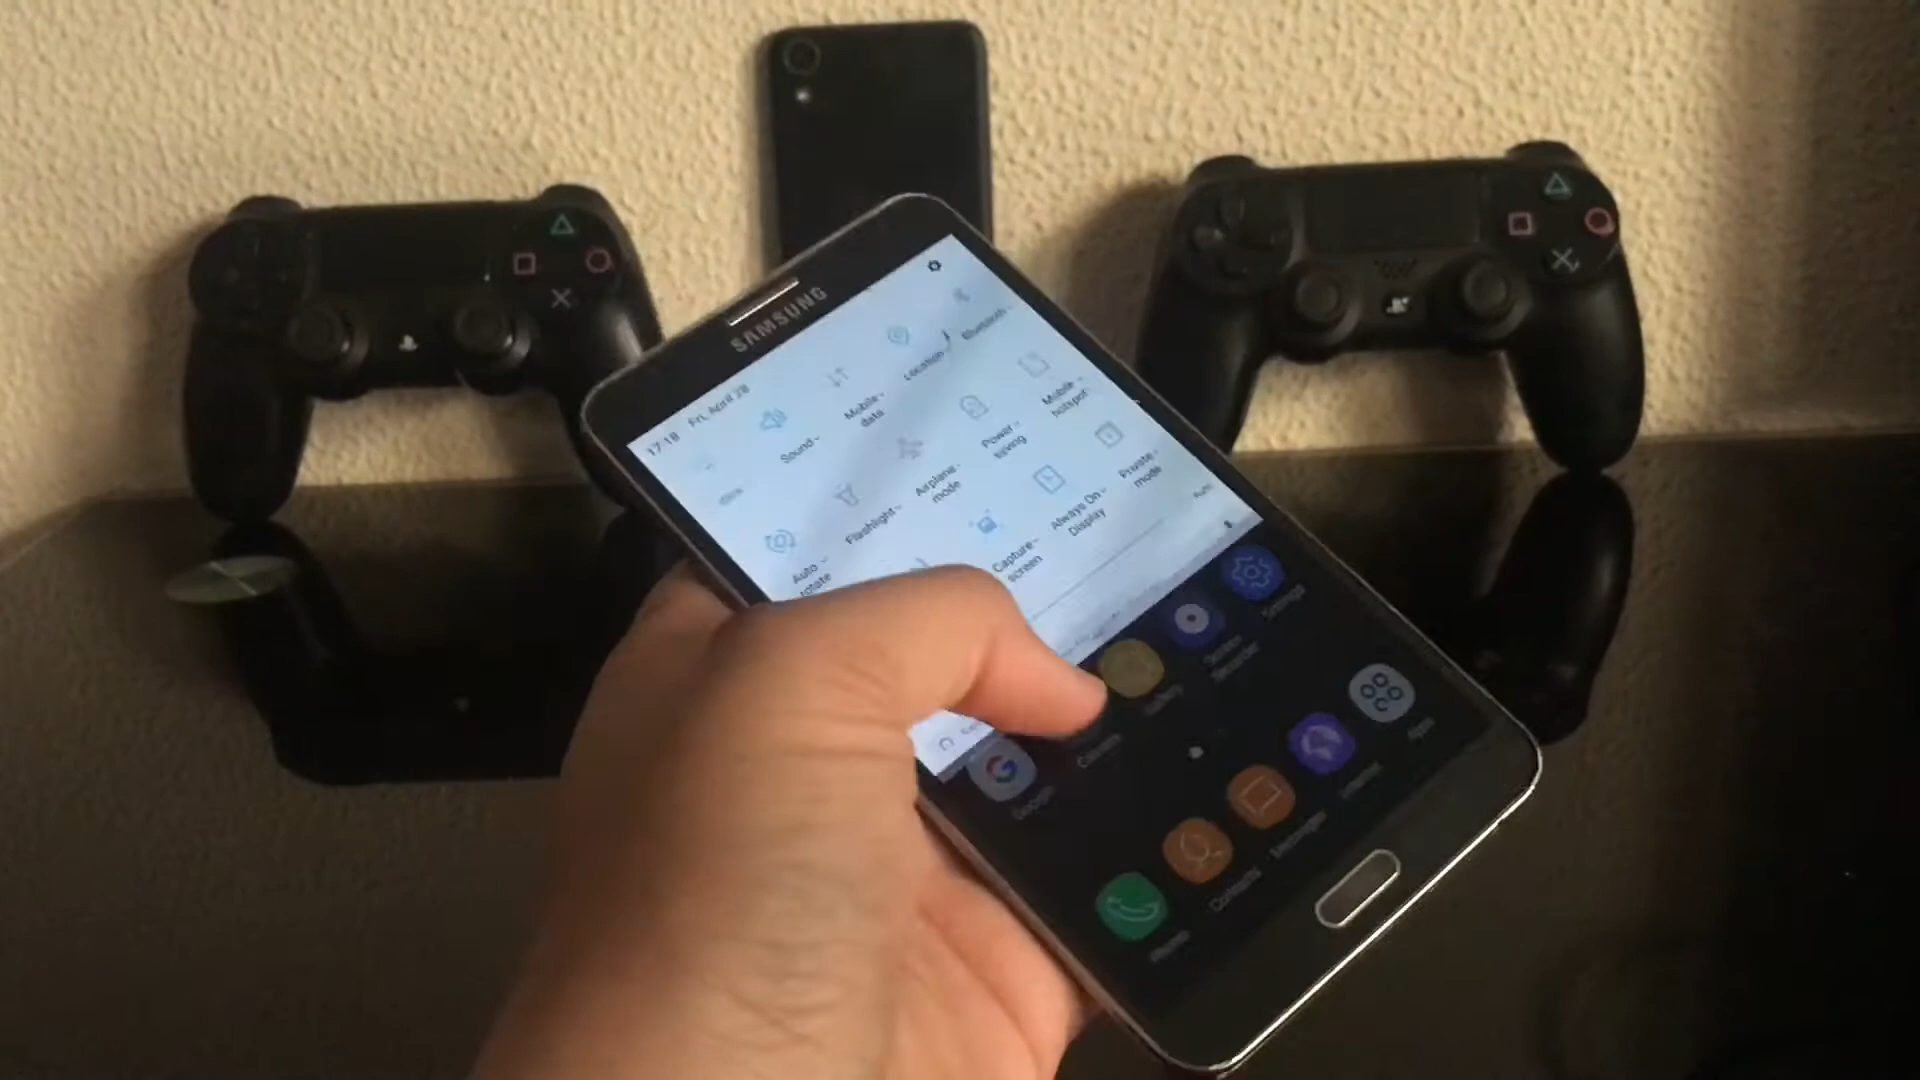 SAMSUNG
17:18 Fri, April 28
Sound
Mobile data
Location
Bluetooth
Auto rotate
Flashlight
Airplane mode
Power saving
Mobile hotspot
Capture screen
Always On Display
Private mode
Auto
Google
Gallery
Settings
Phone
Contacts
Messages
Internet
Apps